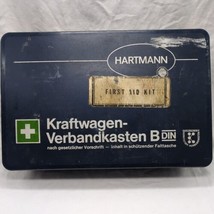 HARTMANN
FIRST AID KIT
Kraftwagen-
Verbandkasten B DIN
nach gesetzlicher Vorschrift – Inhalt in schützender Falttasche